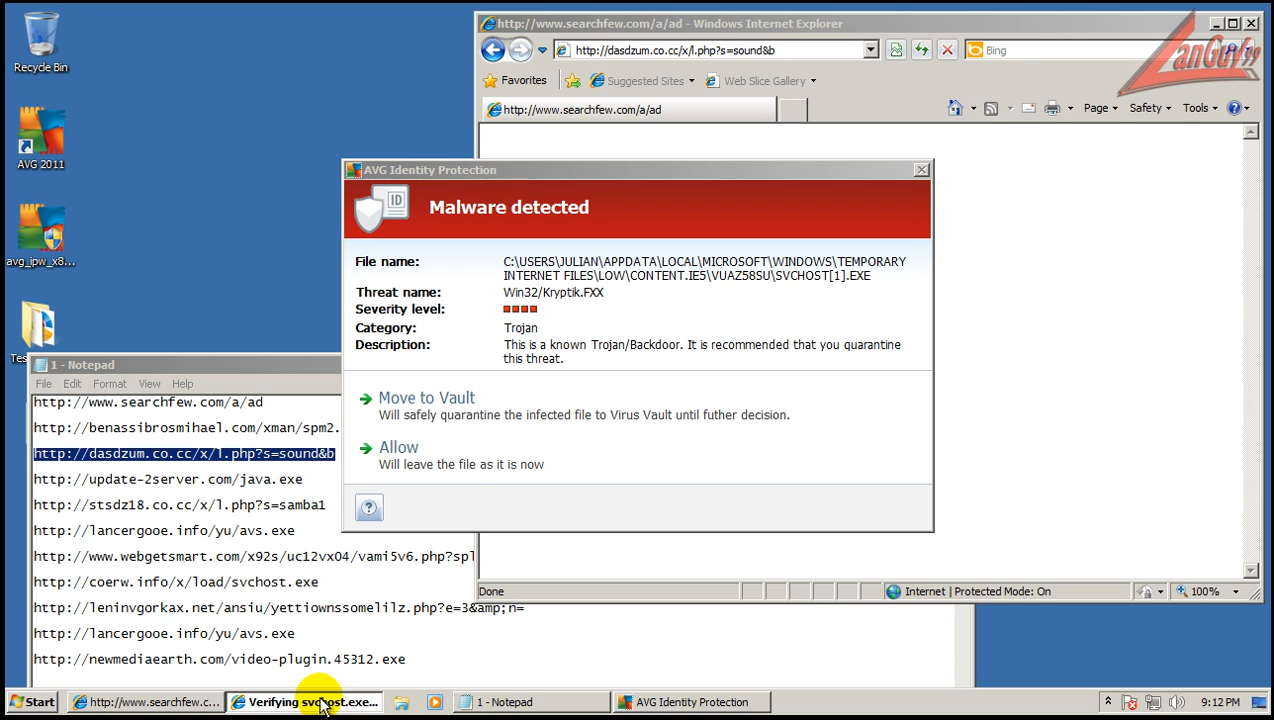 Recycle Bin
AVG 2011
avg_ipw_x8...
Tes
http://www.searchfew.com/a/ad - Windows Internet Explorer
http://dasdzum.co.cc/x/l.php?s=sound&b
Bing
LanGuy99
Favorites
Suggested Sites
Web Slice Gallery
http://www.searchfew.com/a/ad
Page
Safety
Tools
AVG Identity Protection
ID
Malware detected
File name: C:\USERS\JULIAN\APPDATA\LOCAL\MICROSOFT\WINDOWS\TEMPORARY
INTERNET FILES\LOW\CONTENT.IE5\VUAZ58SU\SVCHOST[1].EXE
Threat name: Win32/Kryptik.FXX
Severity level:
Category: Trojan
Description: This is a known Trojan/Backdoor. It is recommended that you quarantine
this threat.
Move to Vault
Will safely quarantine the infected file to Virus Vault until futher decision.
Allow
Will leave the file as it is now
?
1 - Notepad
File Edit Format View Help
http://www.searchfew.com/a/ad
http://benassibrosmihael.com/xman/spm2.
http://dasdzum.co.cc/x/l.php?s=sound&b
http://update-2server.com/java.exe
http://stsdz18.co.cc/x/l.php?s=samba1
http://lancergooe.info/yu/avs.exe
http://www.webgetsmart.com/x92s/uc12vx04/vami5v6.php?spl
http://coerw.info/x/load/svchost.exe
http://leninvgorkax.net/ansiu/yettiownssomelilz.php?e=3&amp;n=
http://lancergooe.info/yu/avs.exe
http://newmediaearth.com/video-plugin.45312.exe
Done
Internet | Protected Mode: On
100%
Start
http://www.searchfew.c...
Verifying svchost.exe...
1 - Notepad
AVG Identity Protection
9:12 PM